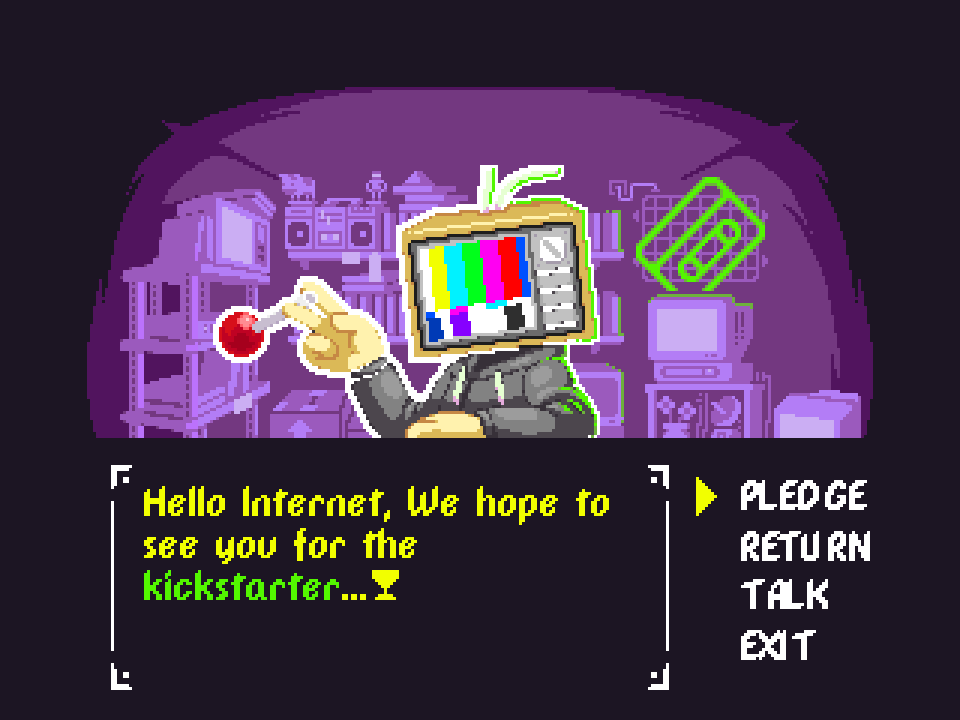 Hello Internet, We hope to
see you for the
kickstarter...
PLEDGE
RETURN
TALK
EXIT